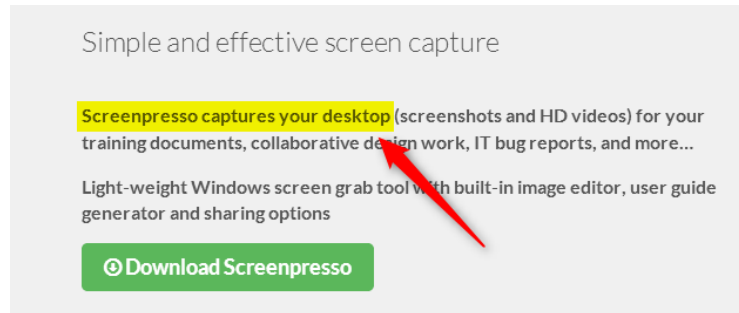 Simple and effective screen capture
Screenpresso captures your desktop (screenshots and HD videos) for your
training documents, collaborative design work, IT bug reports, and more...
Light-weight Windows screen grab tool with built-in image editor, user guide
generator and sharing options
Download Screenpresso